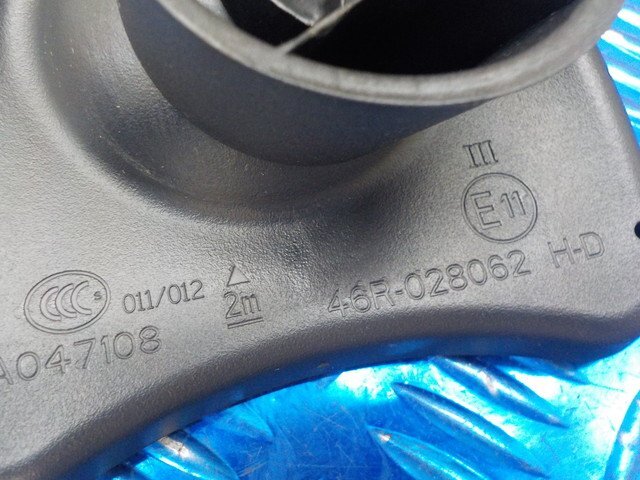 III
E11
46R-028062 H-D
CCC S 011/012 2m
A047108